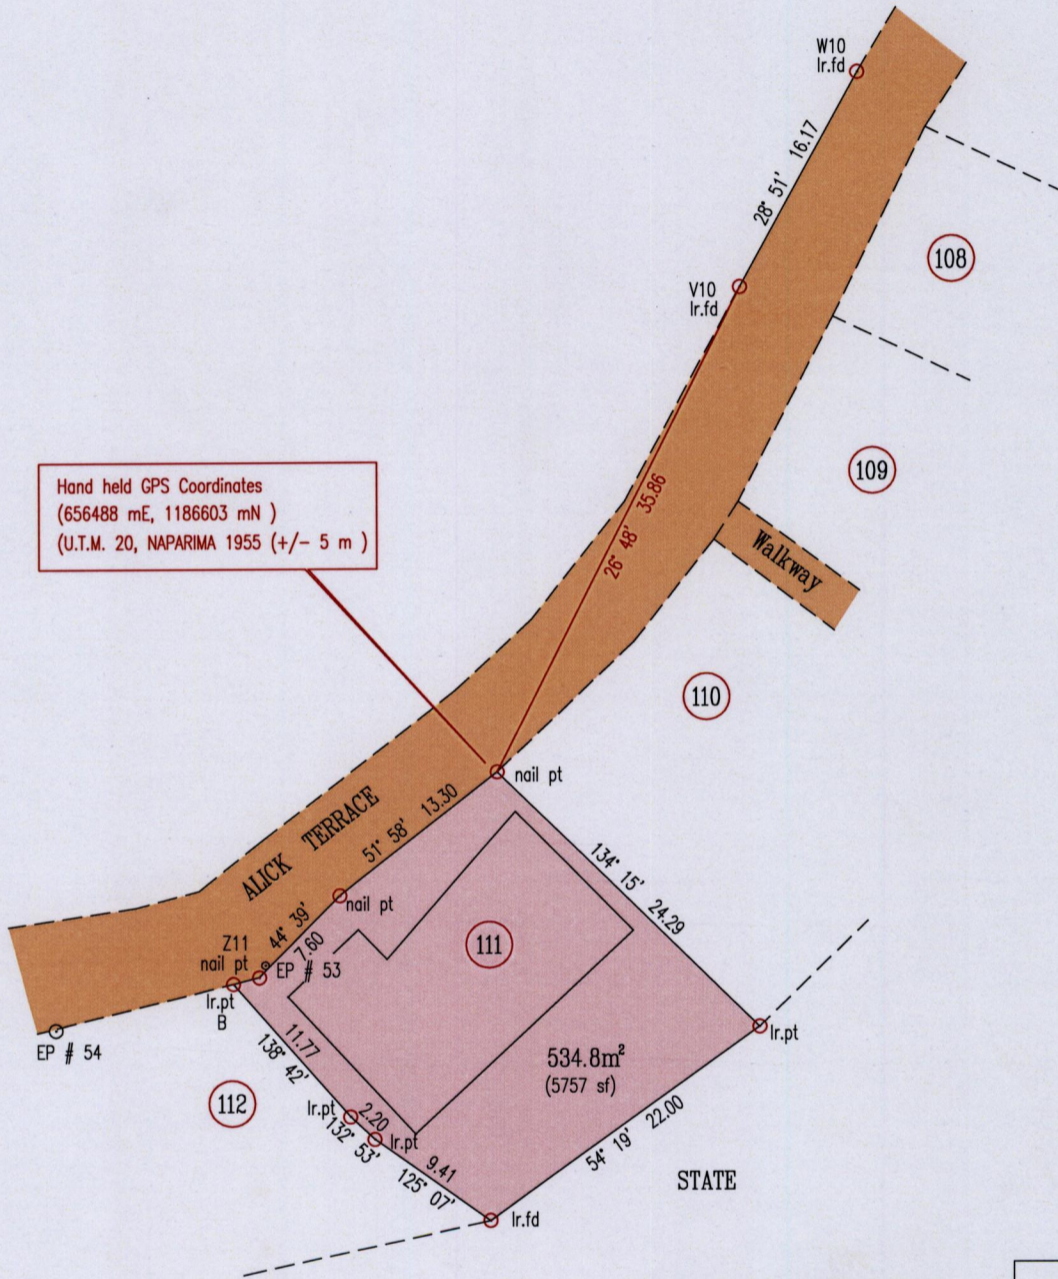 W10
Ir.fd
28° 51' 16.17
108
V10
Ir.fd
109
Hand held GPS Coordinates
(656488 mE, 1186603 mN )
(U.T.M. 20, NAPARIMA 1955 (+/- 5 m )
26° 48' 35.86
Walkway
110
nail pt
ALICK TERRACE
51° 58' 13.30
134° 15' 24.29
nail pt
44° 39'
7.60
111
Z11
nail pt
EP # 53
Ir.pt
B
EP # 54
11.77
138° 42'
Ir.pt
534.8m²
(5757 sf)
112
Ir.pt
2.20
132° 53'
Ir.pt
9.41
125° 07'
54° 19' 22.00
STATE
Ir.fd